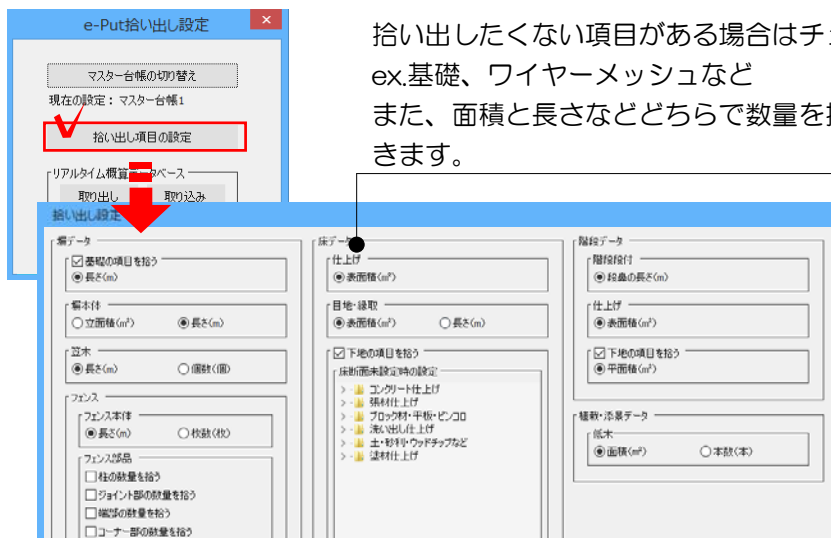 e-Put拾い出し設定
×
マスター台帳の切り替え
現在の設定：マスター台帳1
拾い出し項目の設定
リアルタイム概算データベース
取り出し 取り込み
拾い出したくない項目がある場合はチ
ex.基礎、ワイヤーメッシュなど
また、面積と長さなどどちらで数量を
きます。
拾い出し設定
塀データ
基礎の項目を拾う
長さ(m)
塀本体
立面積(㎡) 長さ(m)
笠木
長さ(m) 個数(個)
フェンス
フェンス本体
長さ(m) 枚数(枚)
フェンス部品
柱の数量を拾う
ジョイント部の数量を拾う
端部の数量を拾う
コーナー部の数量を拾う
床データ
仕上げ
表面積(㎡)
目地・縁取
表面積(㎡) 長さ(m)
下地の項目を拾う
床断面未設定時の設定
コンクリート仕上げ
張材仕上げ
ブロック材・平板・ピンコロ
洗い出し仕上げ
土・砂利・ウッドチップなど
塗材仕上げ
階段データ
階段段付
段鼻の長さ(m)
仕上げ
表面積(㎡)
下地の項目を拾う
平面積(㎡)
植栽・添景データ
低木
面積(㎡) 本数(本)